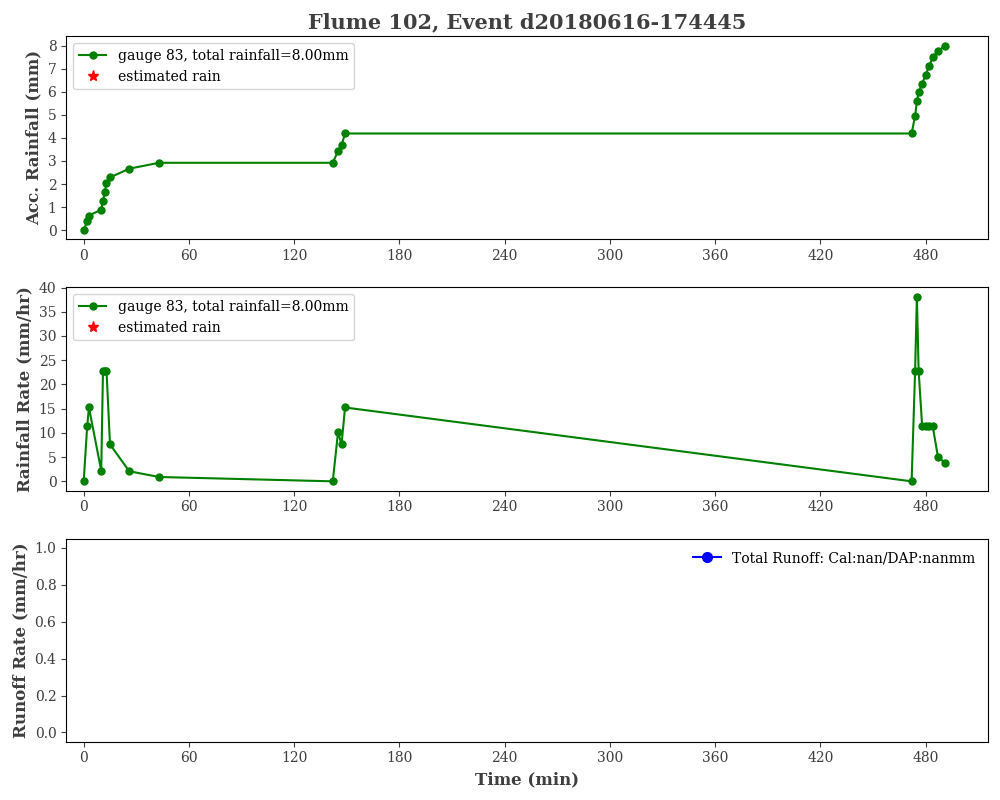 Flume 102, Event d20180616-174445
Acc. Rainfall (mm)
8
7
6
5
4
3
2
1
0
gauge 83, total rainfall=8.00mm
estimated rain
0 60 120 180 240 300 360 420 480
Rainfall Rate (mm/hr)
40
35
30
25
20
15
10
5
0
gauge 83, total rainfall=8.00mm
estimated rain
0 60 120 180 240 300 360 420 480
Runoff Rate (mm/hr)
1.0
0.8
0.6
0.4
0.2
0.0
Total Runoff: Cal:nan/DAP:nanmm
0 60 120 180 240 300 360 420 480
Time (min)